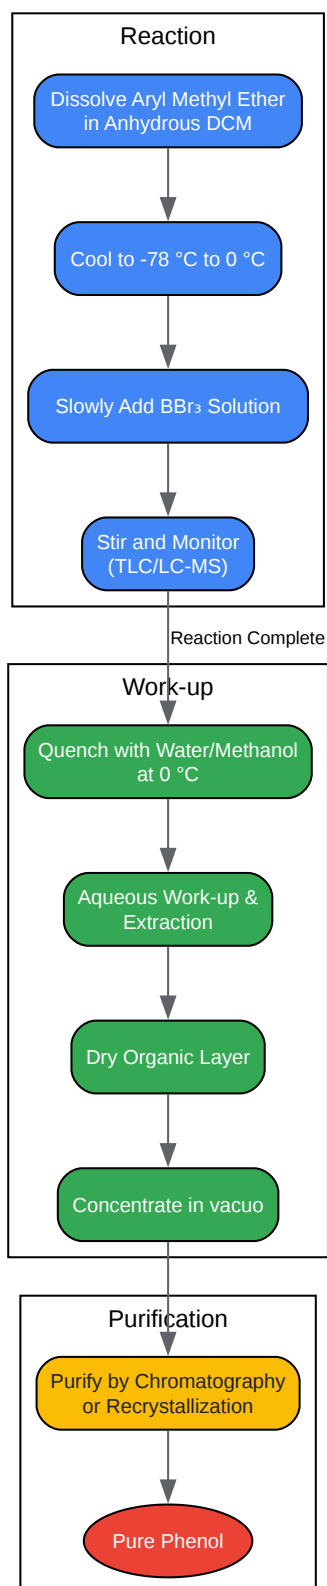 Reaction
Dissolve Aryl Methyl Ether
in Anhydrous DCM
Cool to -78 °C to 0 °C
Slowly Add BBr₃ Solution
Stir and Monitor
(TLC/LC-MS)
Reaction Complete
Work-up
Quench with Water/Methanol
at 0 °C
Aqueous Work-up &
Extraction
Dry Organic Layer
Concentrate in vacuo
Purification
Purify by Chromatography
or Recrystallization
Pure Phenol